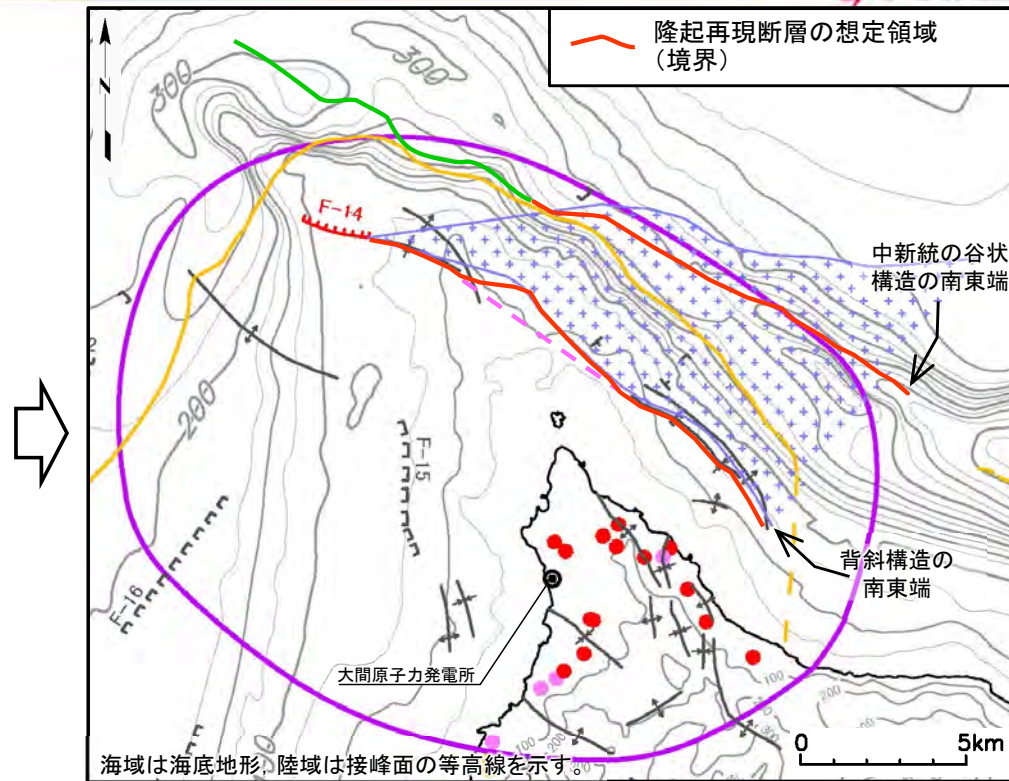 隆起再現断層の想定領域
(境界)
N
300
300
F-14
J
中新統の谷状
構造の南東端
J
200
F-15
F-16
背斜構造の
南東端
大間原子力発電所
100
200
100
200
300
0
5km
海域は海底地形，陸域は接峰面の等高線を示す。